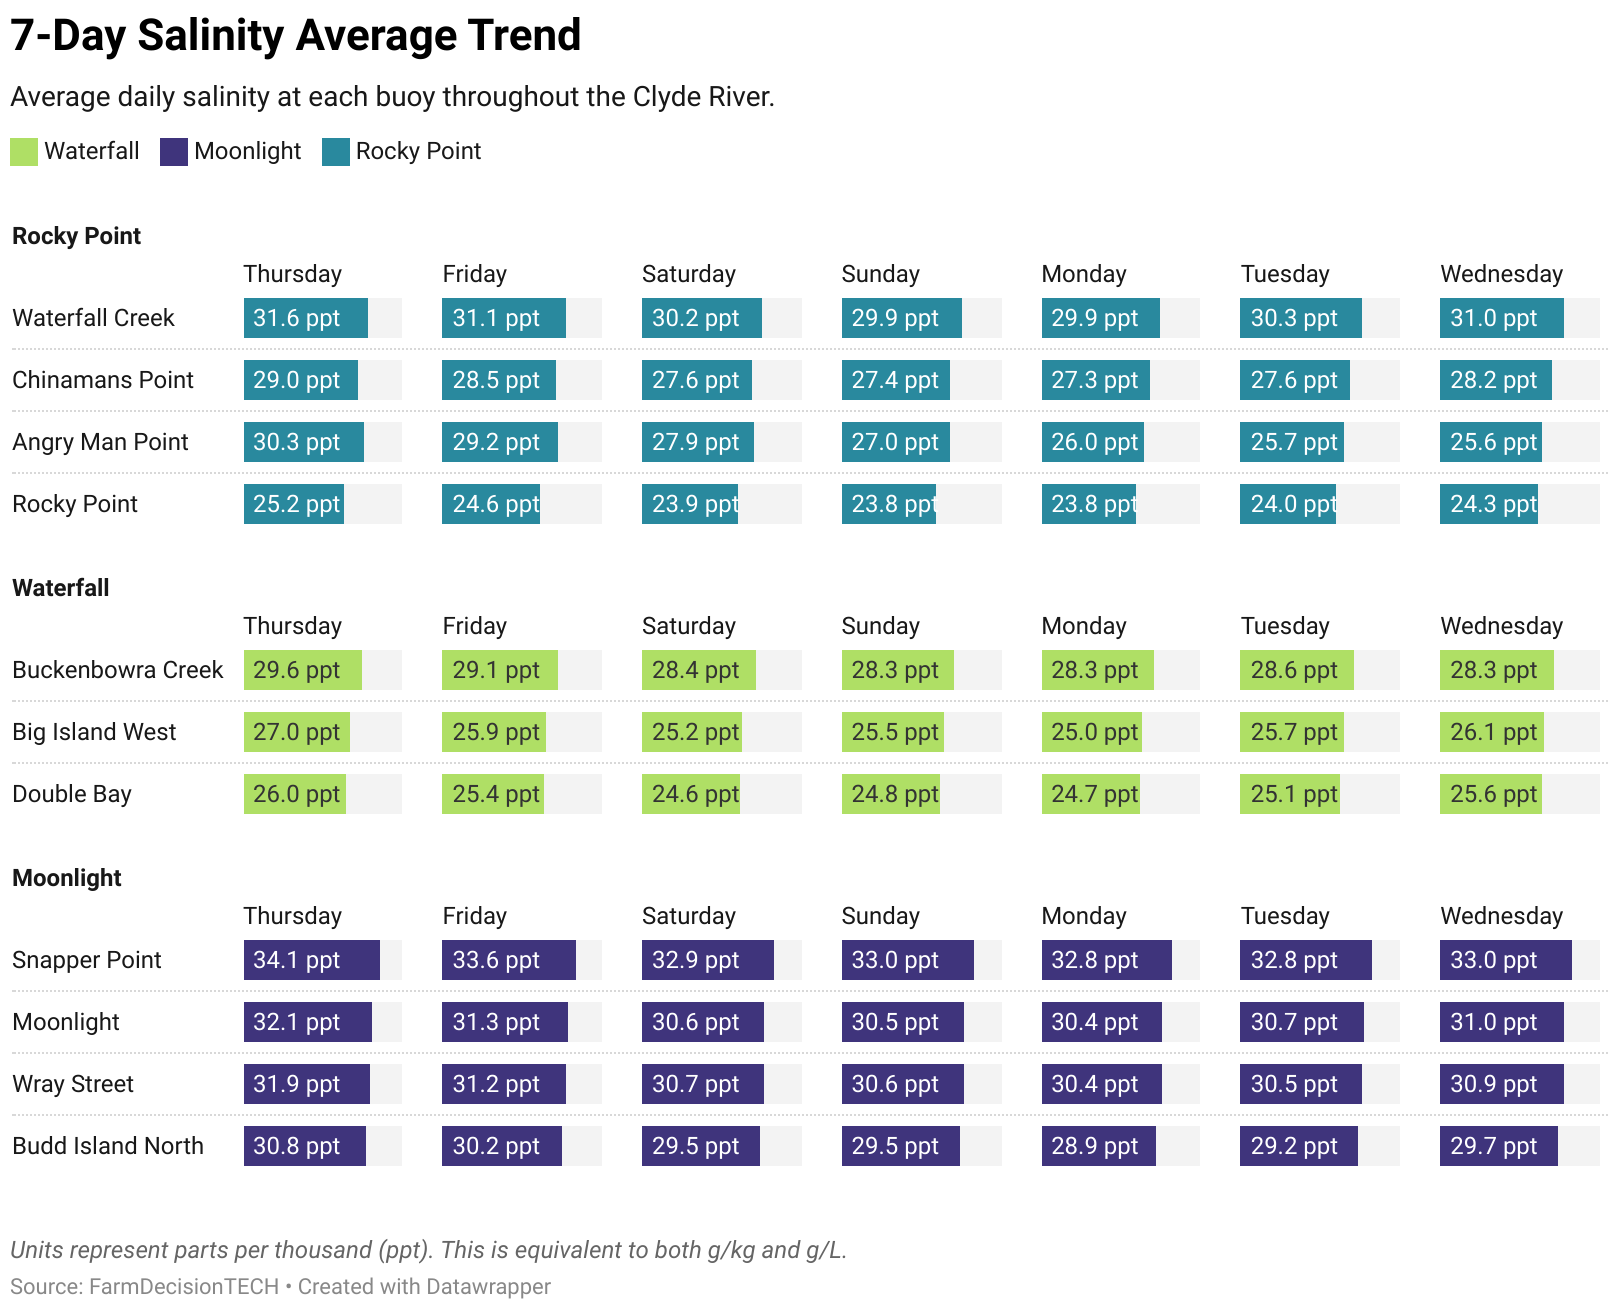 7-Day Salinity Average Trend
Average daily salinity at each buoy throughout the Clyde River.
Waterfall Moonlight Rocky Point
Rocky Point
Thursday Friday Saturday Sunday Monday Tuesday Wednesday
Waterfall Creek 31.6 ppt 31.1 ppt 30.2 ppt 29.9 ppt 29.9 ppt 30.3 ppt 31.0 ppt
Chinamans Point 29.0 ppt 28.5 ppt 27.6 ppt 27.4 ppt 27.3 ppt 27.6 ppt 28.2 ppt
Angry Man Point 30.3 ppt 29.2 ppt 27.9 ppt 27.0 ppt 26.0 ppt 25.7 ppt 25.6 ppt
Rocky Point 25.2 ppt 24.6 ppt 23.9 ppt 23.8 ppt 23.8 ppt 24.0 ppt 24.3 ppt
Waterfall
Thursday Friday Saturday Sunday Monday Tuesday Wednesday
Buckenbowra Creek 29.6 ppt 29.1 ppt 28.4 ppt 28.3 ppt 28.3 ppt 28.6 ppt 28.3 ppt
Big Island West 27.0 ppt 25.9 ppt 25.2 ppt 25.5 ppt 25.0 ppt 25.7 ppt 26.1 ppt
Double Bay 26.0 ppt 25.4 ppt 24.6 ppt 24.8 ppt 24.7 ppt 25.1 ppt 25.6 ppt
Moonlight
Thursday Friday Saturday Sunday Monday Tuesday Wednesday
Snapper Point 34.1 ppt 33.6 ppt 32.9 ppt 33.0 ppt 32.8 ppt 32.8 ppt 33.0 ppt
Moonlight 32.1 ppt 31.3 ppt 30.6 ppt 30.5 ppt 30.4 ppt 30.7 ppt 31.0 ppt
Wray Street 31.9 ppt 31.2 ppt 30.7 ppt 30.6 ppt 30.4 ppt 30.5 ppt 30.9 ppt
Budd Island North 30.8 ppt 30.2 ppt 29.5 ppt 29.5 ppt 28.9 ppt 29.2 ppt 29.7 ppt
Units represent parts per thousand (ppt). This is equivalent to both g/kg and g/L.
Source: FarmDecisionTECH • Created with Datawrapper